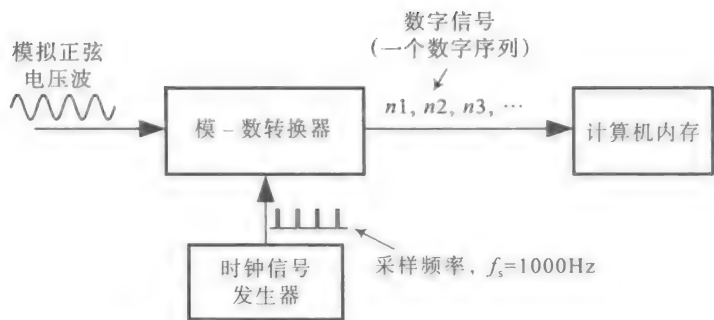 数字信号
(一个数字序列)
模拟正弦
电压波
n1, n2, n3, …
模-数转换器
计算机内存
时钟信号
发生器
采样频率, fs=1000Hz